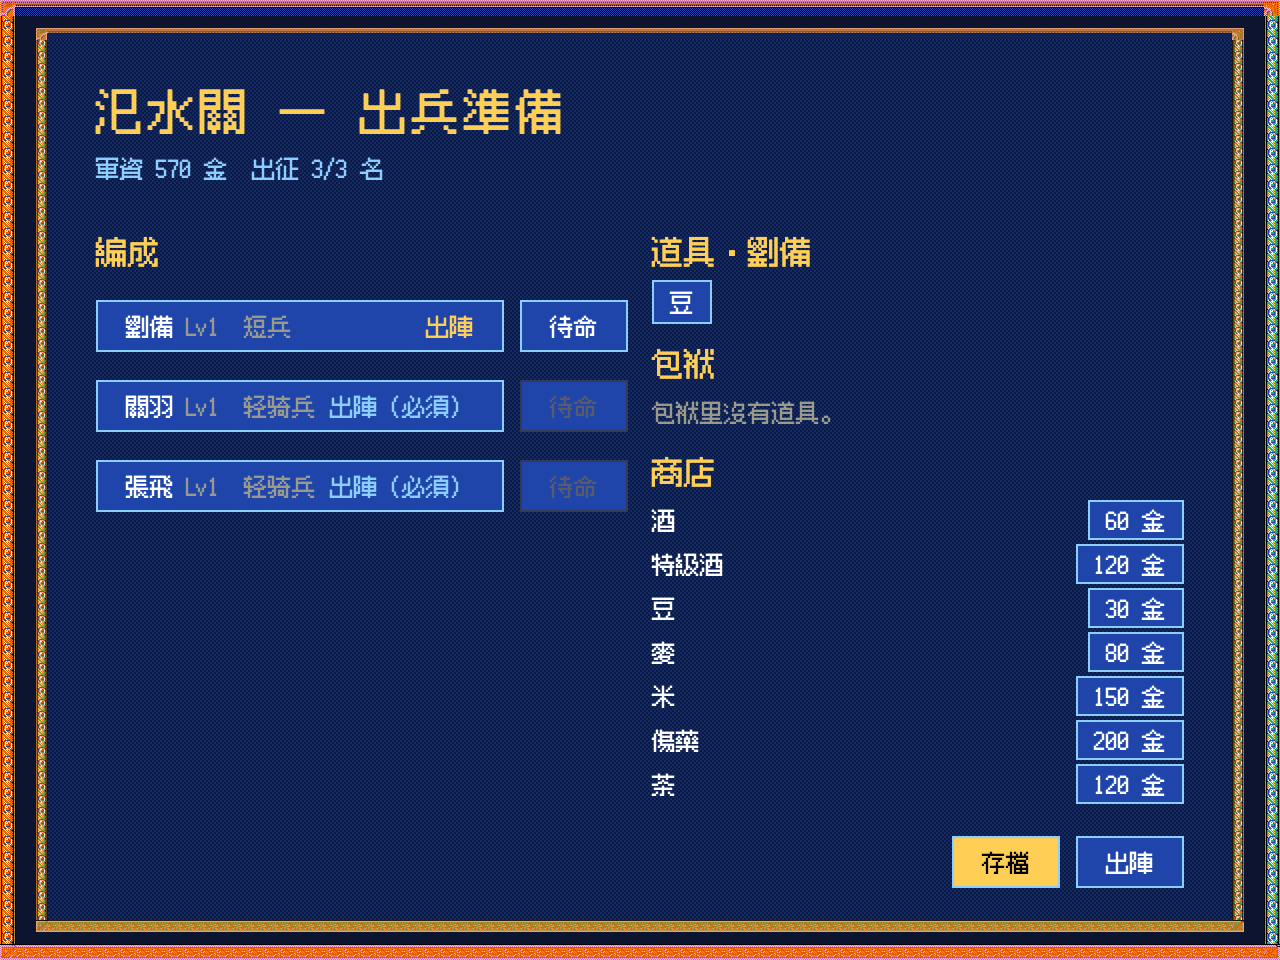 汜水關 — 出兵準備
軍資 570 金 出征 3/3 名
編成
劉備 Lv1 短兵 出陣 待命
關羽 Lv1 轻骑兵 出陣（必須） 待命
張飛 Lv1 轻骑兵 出陣（必須） 待命
道具·劉備
豆
包袱
包袱里沒有道具。
商店
酒 60 金
特級酒 120 金
豆 30 金
麥 80 金
米 150 金
傷藥 200 金
茶 120 金
存檔 出陣